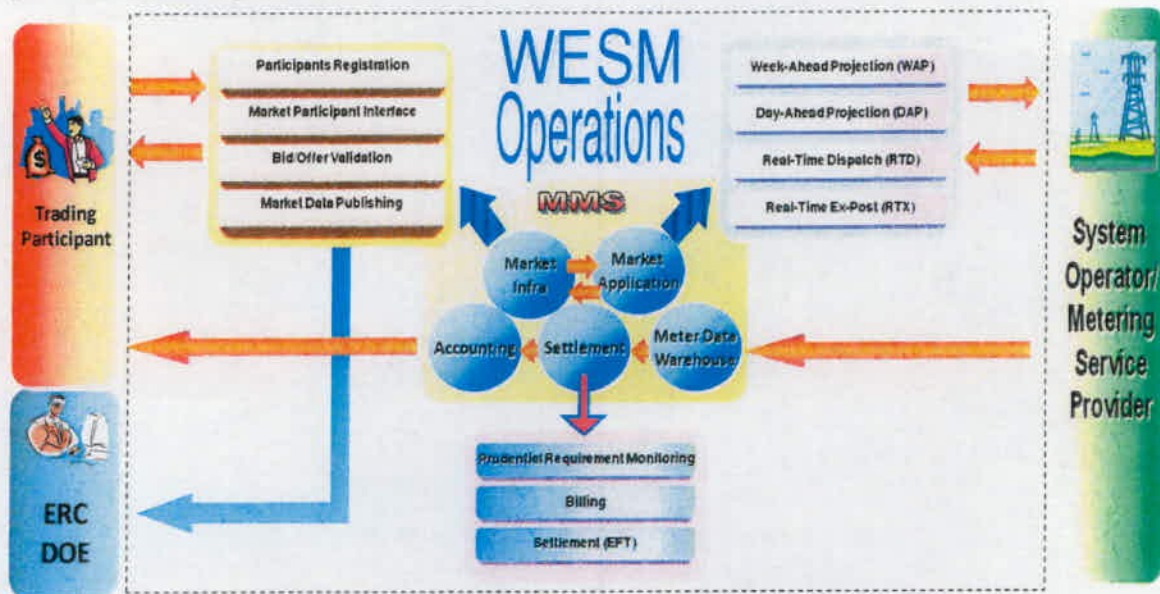 WESM
Operations
Participants Registration
Market Participant Interface
Bid/Offer Validation
Market Data Publishing
Week-Ahead Projection (WAP)
Day-Ahead Projection (DAP)
Real-Time Dispatch (RTD)
Real-Time Ex-Post (RTX)
$
Trading
Participant
MMS
Market
Infra
Market
Application
Accounting
Settlement
Meter Data
Warehouse
System
Operator/
Metering
Service
Provider
Prudential Requirement Monitoring
Billing
Settlement (EFT)
ERC
DOE